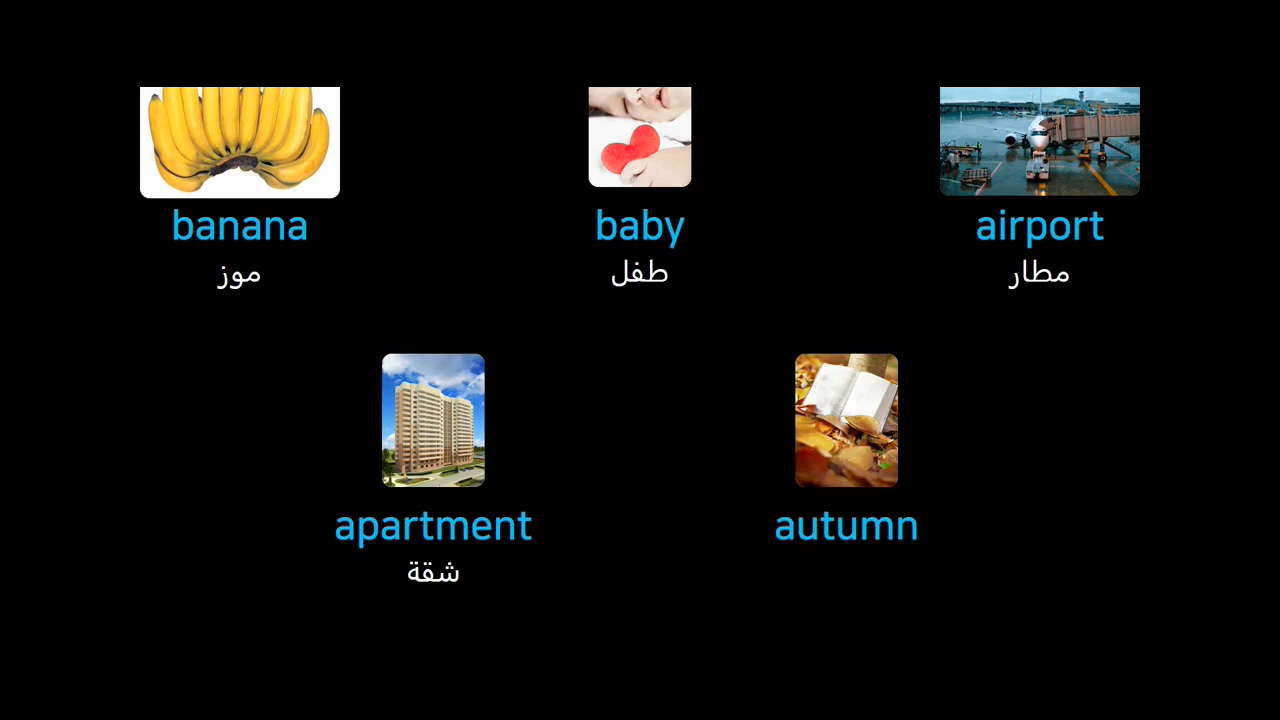 banana
موز
baby
طفل
airport
مطار
apartment
شقة
autumn